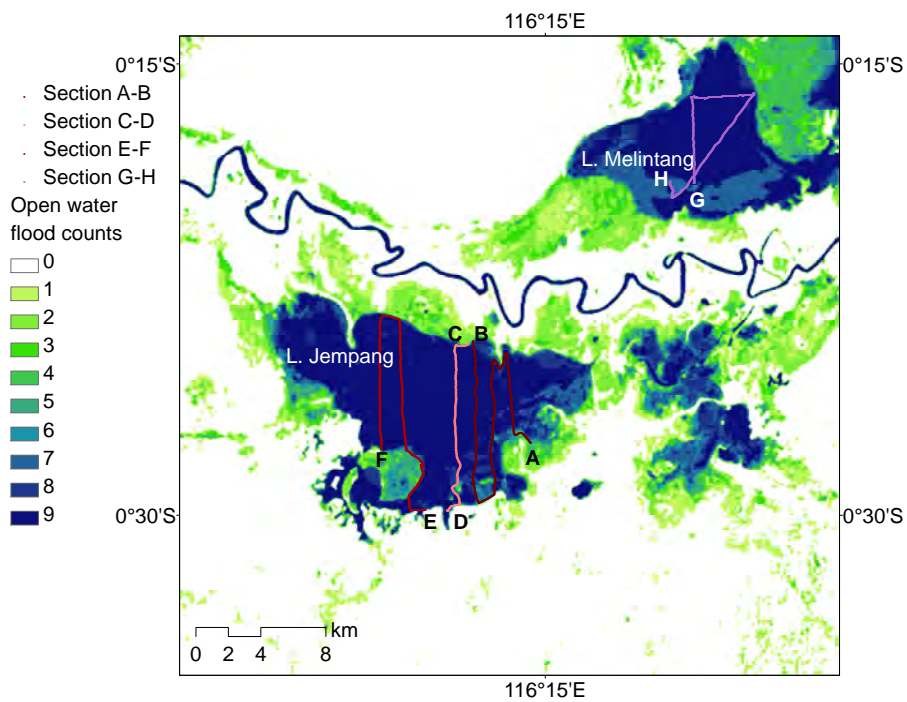 116°15'E
0°15'S
0°15'S
Section A-B
Section C-D
Section E-F
Section G-H
Open water
flood counts
0
1
2
3
4
5
6
7
8
9
L. Melintang
H
G
C B
L. Jempang
F
A
E D
0°30'S
0°30'S
km
0 2 4 8
116°15'E